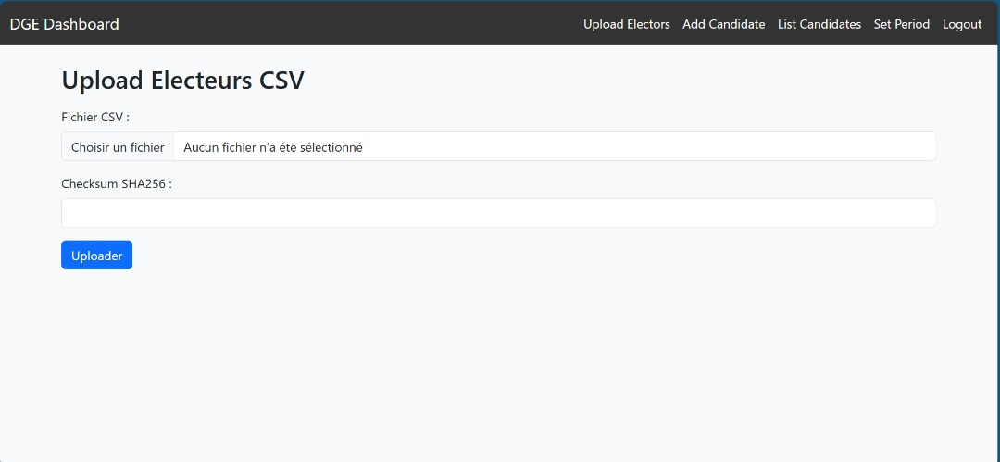 DGE Dashboard Upload Electors Add Candidate List Candidates Set Period Logout
Upload Electeurs CSV
Fichier CSV :
Choisir un fichier Aucun fichier n'a été sélectionné
Checksum SHA256 :
Uploader